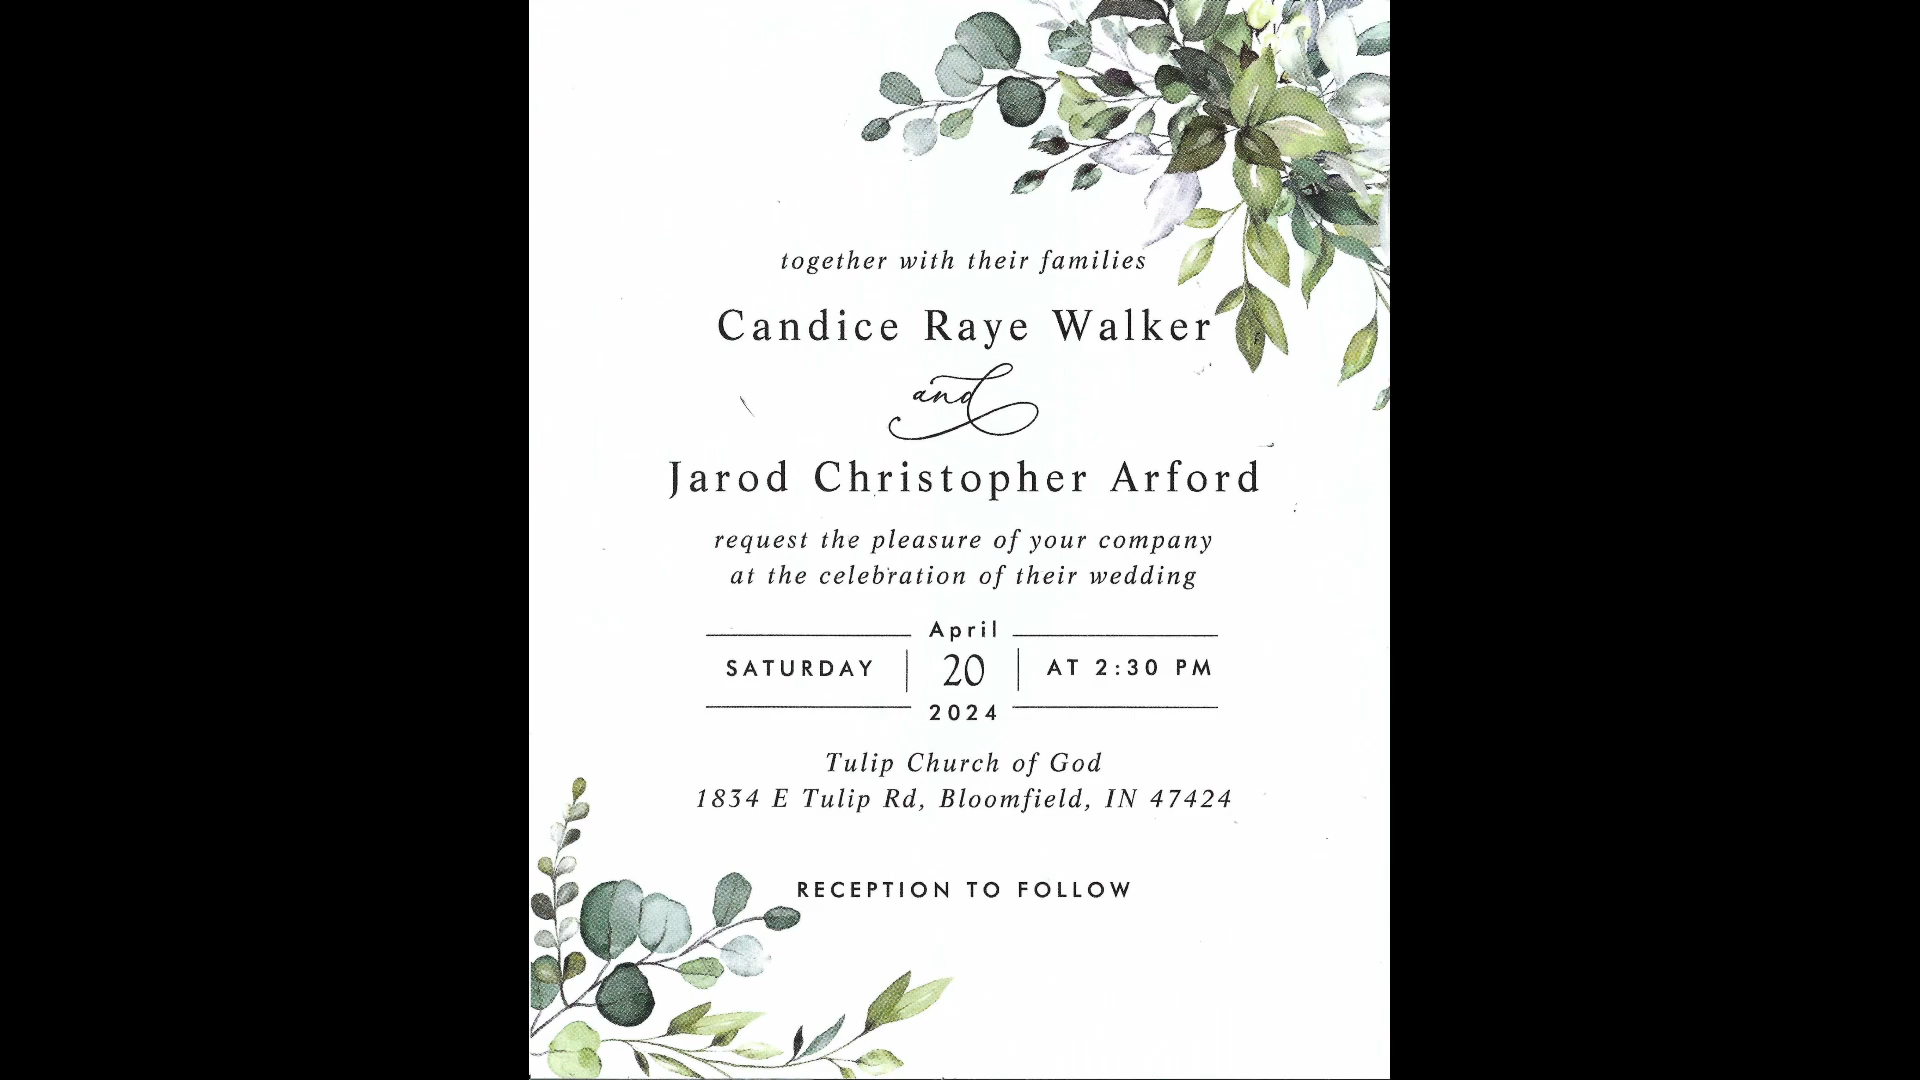 together with their families
Candice Raye Walker
and
Jarod Christopher Arford
request the pleasure of your company
at the celebration of their wedding
April
SATURDAY 20 AT 2:30 PM
2024
Tulip Church of God
1834 E Tulip Rd, Bloomfield, IN 47424
RECEPTION TO FOLLOW